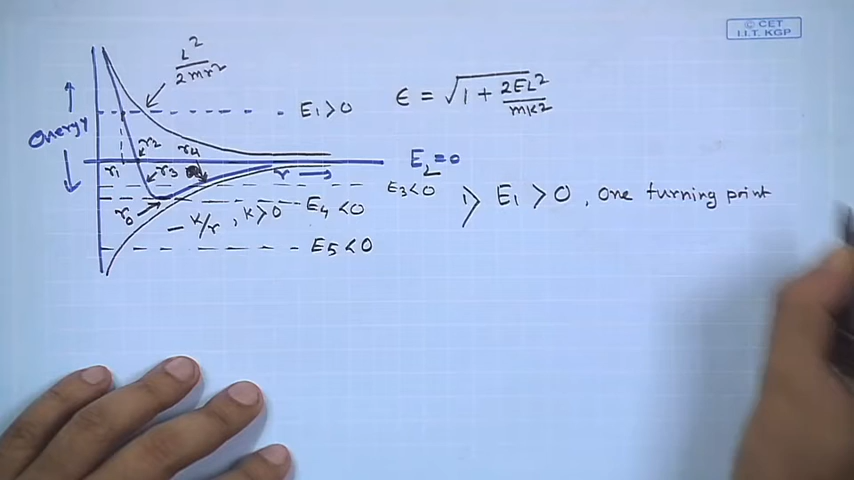 © CET
I.I.T. KGP
L²
2mr²
E₁ > 0
ϵ = √1 + 2EL²
mk²
Energy
r₂
r₄
E₂ = 0
r₁
r₃
r
E₃ < 0
1) E₁ > 0 , One turning point
r₀
E₄ < 0
− k/r , k > 0
E₅ < 0